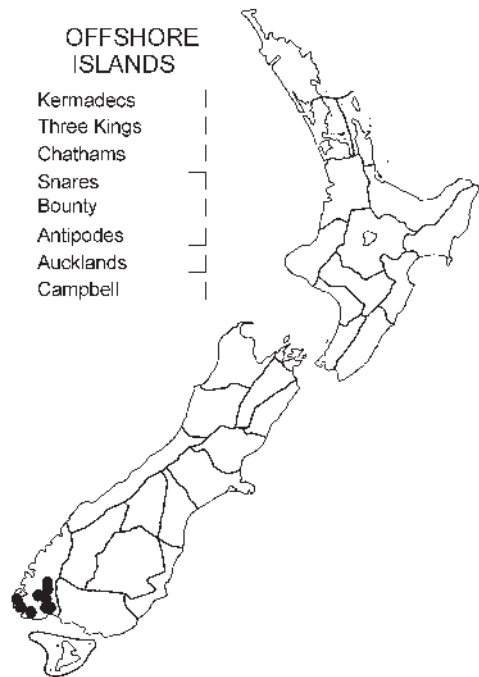 OFFSHORE
ISLANDS
Kermadecs
Three Kings
Chathams
Snares
Bounty
Antipodes
Aucklands
Campbell